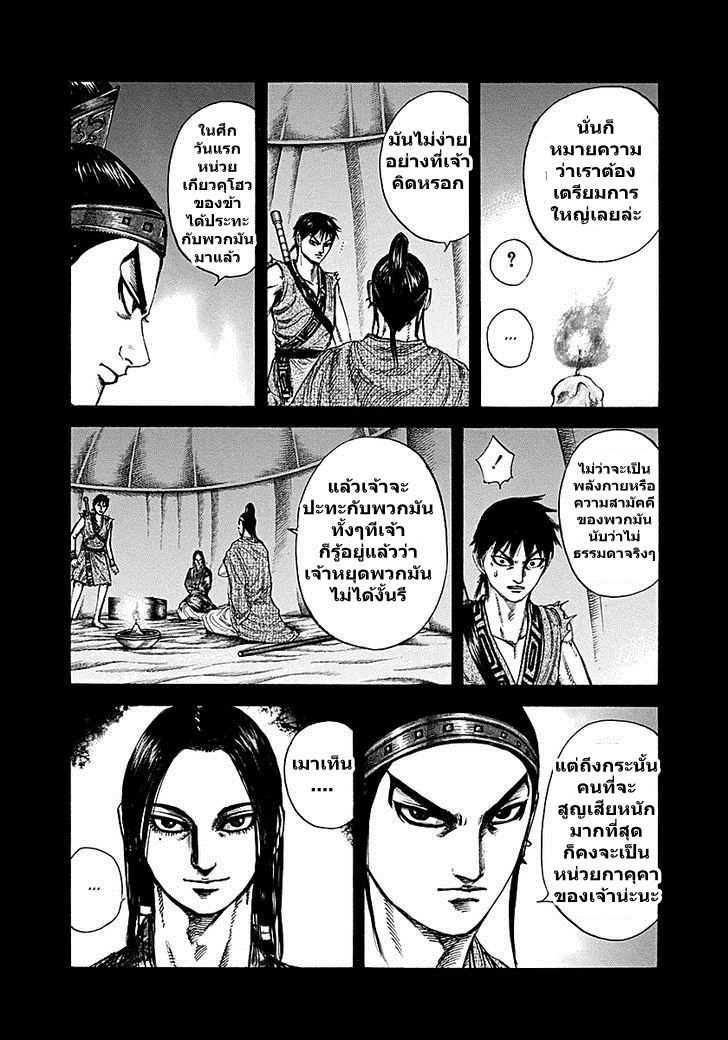 นั่นก็
หมายความ
ว่าเราต้อง
เตรียมการ
ใหญ่เลยล่ะ
?
...
มันไม่ง่าย
อย่างที่เจ้า
คิดหรอก
ในศึก
วันแรก
หน่วย
เกียวคุโฮว
ของข้า
ได้ประทะ
กับพวกมัน
มาแล้ว
!
ไม่ว่าจะเป็น
พลังกายหรือ
ความสามัคคี
ของพวกมัน
นับว่าไม่
ธรรมดาจริงๆ
แล้วเจ้าจะ
ปะทะกับพวกมัน
ทั้งๆทีเจ้า
ก็รู้อยู่แล้วว่า
เจ้าหยุดพวกมัน
ไม่ได้งั้นรึ
แต่ถึงกระนั้น
คนที่จะ
สูญเสียหนัก
มากที่สุด
ก็คงจะเป็น
หน่วยกาคุคา
ของเจ้าน่ะนะ
เมาเท็น
....
...